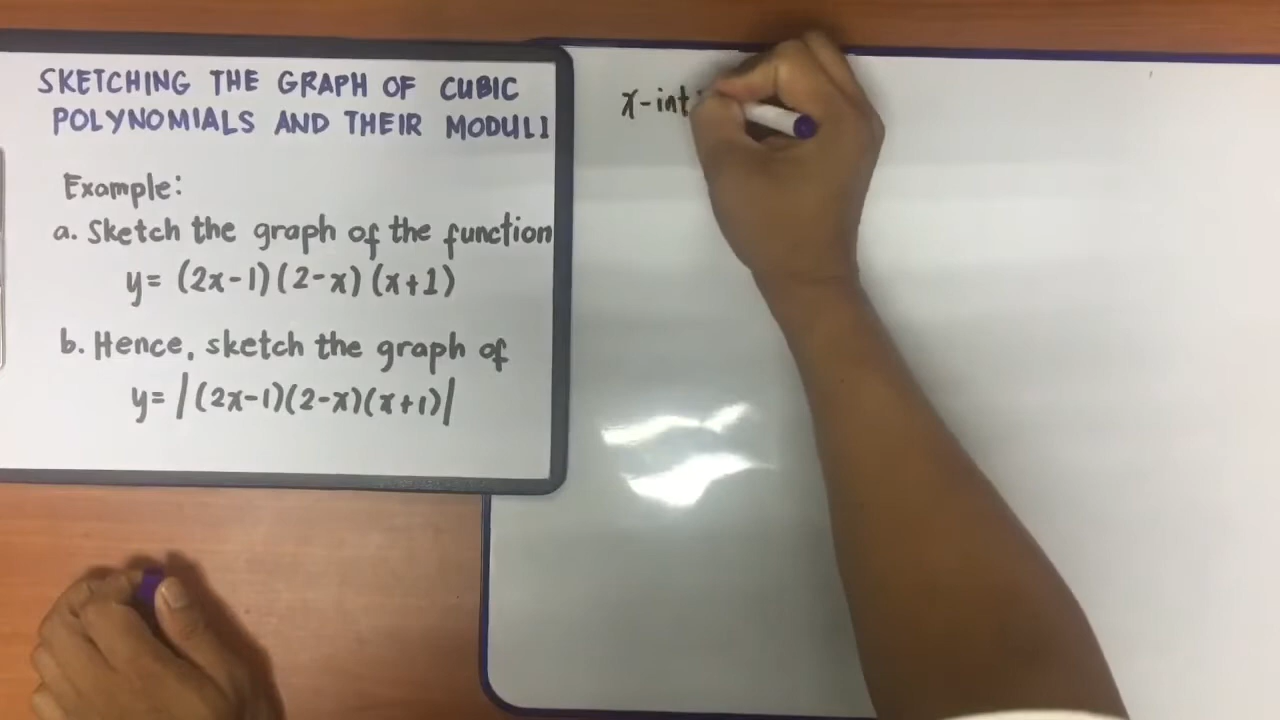 SKETCHING THE GRAPH OF CUBIC
POLYNOMIALS AND THEIR MODULI
Example:
a. Sketch the graph of the function
y= (2x-1)(2-x)(x+1)
b. Hence, sketch the graph of
y= |(2x-1)(2-x)(x+1)|
x-int